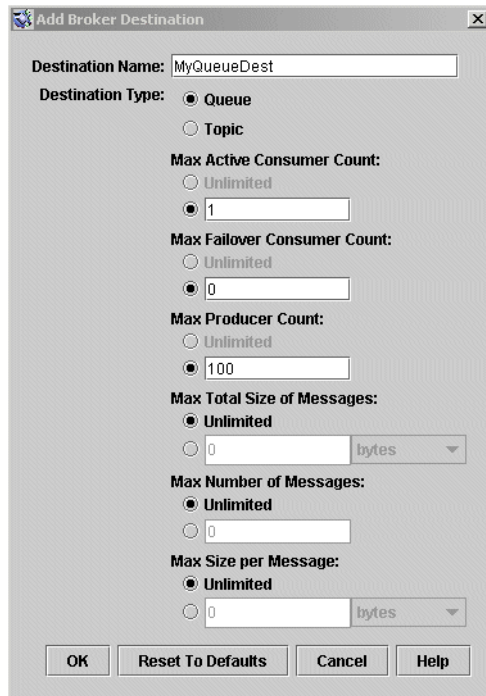 Add Broker Destination
Destination Name: MyQueueDest
Destination Type: Queue
Topic
Max Active Consumer Count:
Unlimited
1
Max Failover Consumer Count:
Unlimited
0
Max Producer Count:
Unlimited
100
Max Total Size of Messages:
Unlimited
0 bytes
Max Number of Messages:
Unlimited
0
Max Size per Message:
Unlimited
0 bytes
OK Reset To Defaults Cancel Help